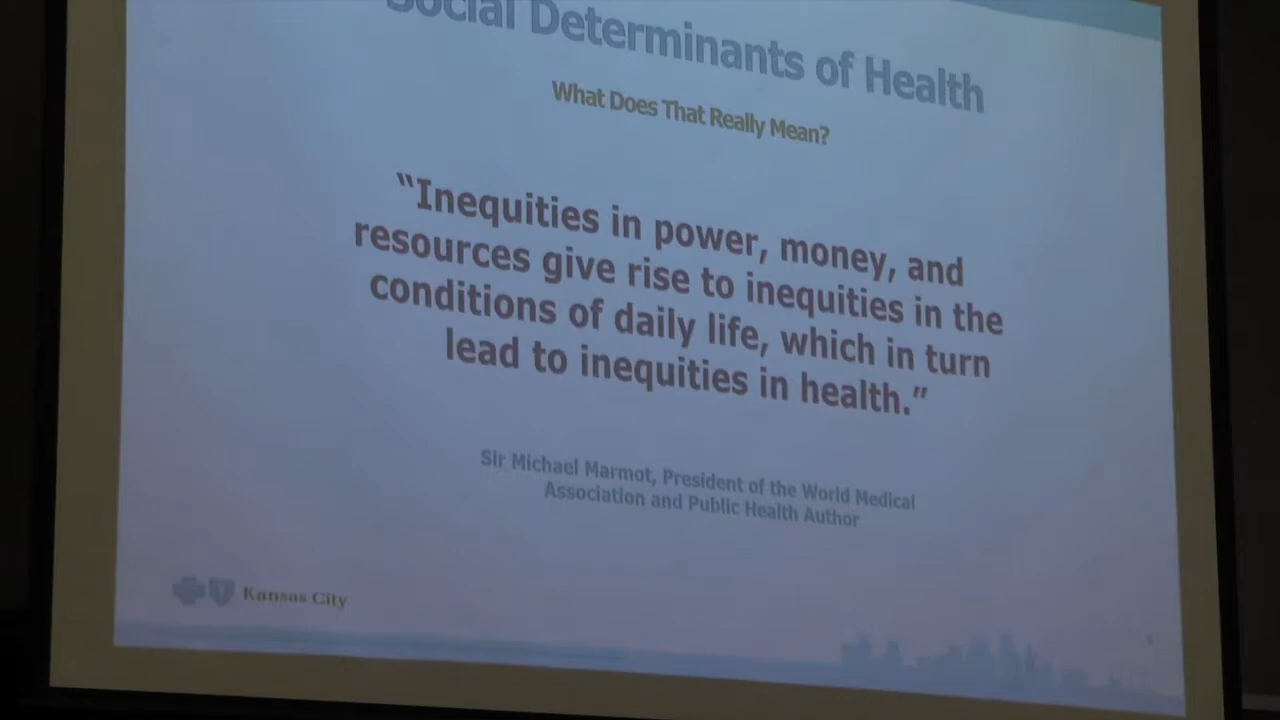 Social Determinants of Health
What Does That Really Mean?
“Inequities in power, money, and
resources give rise to inequities in the
conditions of daily life, which in turn
lead to inequities in health.”
Sir Michael Marmot, President of the World Medical
Association and Public Health Author
Kansas City